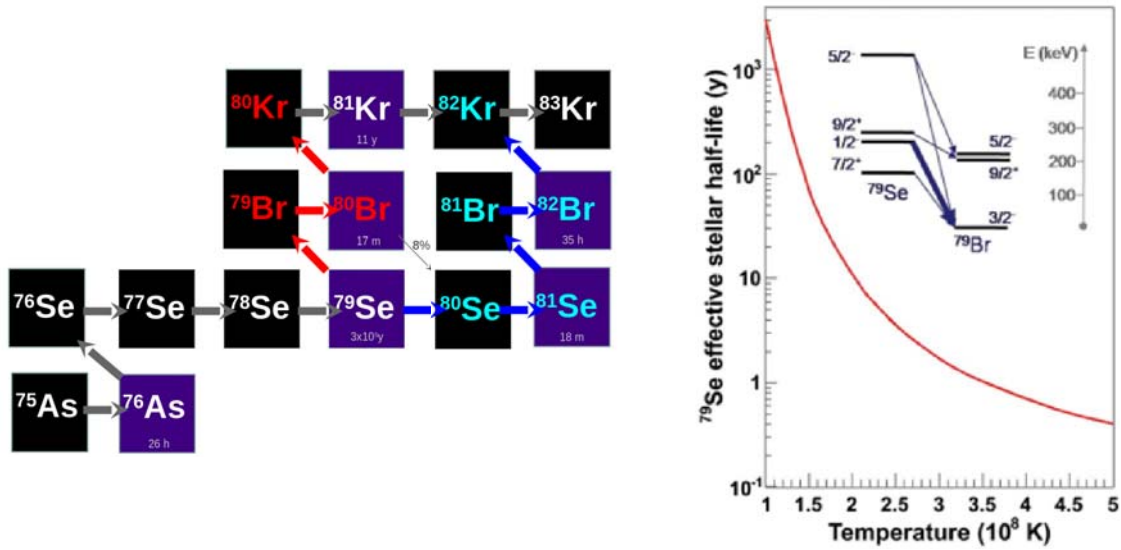 ⁸⁰Kr ⁸¹Kr ⁸²Kr ⁸³Kr
11 y
⁷⁹Br ⁸⁰Br ⁸¹Br ⁸²Br
17 m 35 h
8%
⁷⁶Se ⁷⁷Se ⁷⁸Se ⁷⁹Se ⁸⁰Se ⁸¹Se
18 m
⁷⁵As ⁷⁶As
26 h
⁷⁹Se effective stellar half-life (y)
10³
10²
10
1
10⁻¹
1 1.5 2 2.5 3 3.5 4 4.5 5
Temperature (10⁸ K)
5/2⁻
9/2⁺
1/2⁻
7/2⁺
⁷⁹Se
5/2⁻
9/2⁺
3/2⁻
⁷⁹Br
E (keV)
400
300
200
100